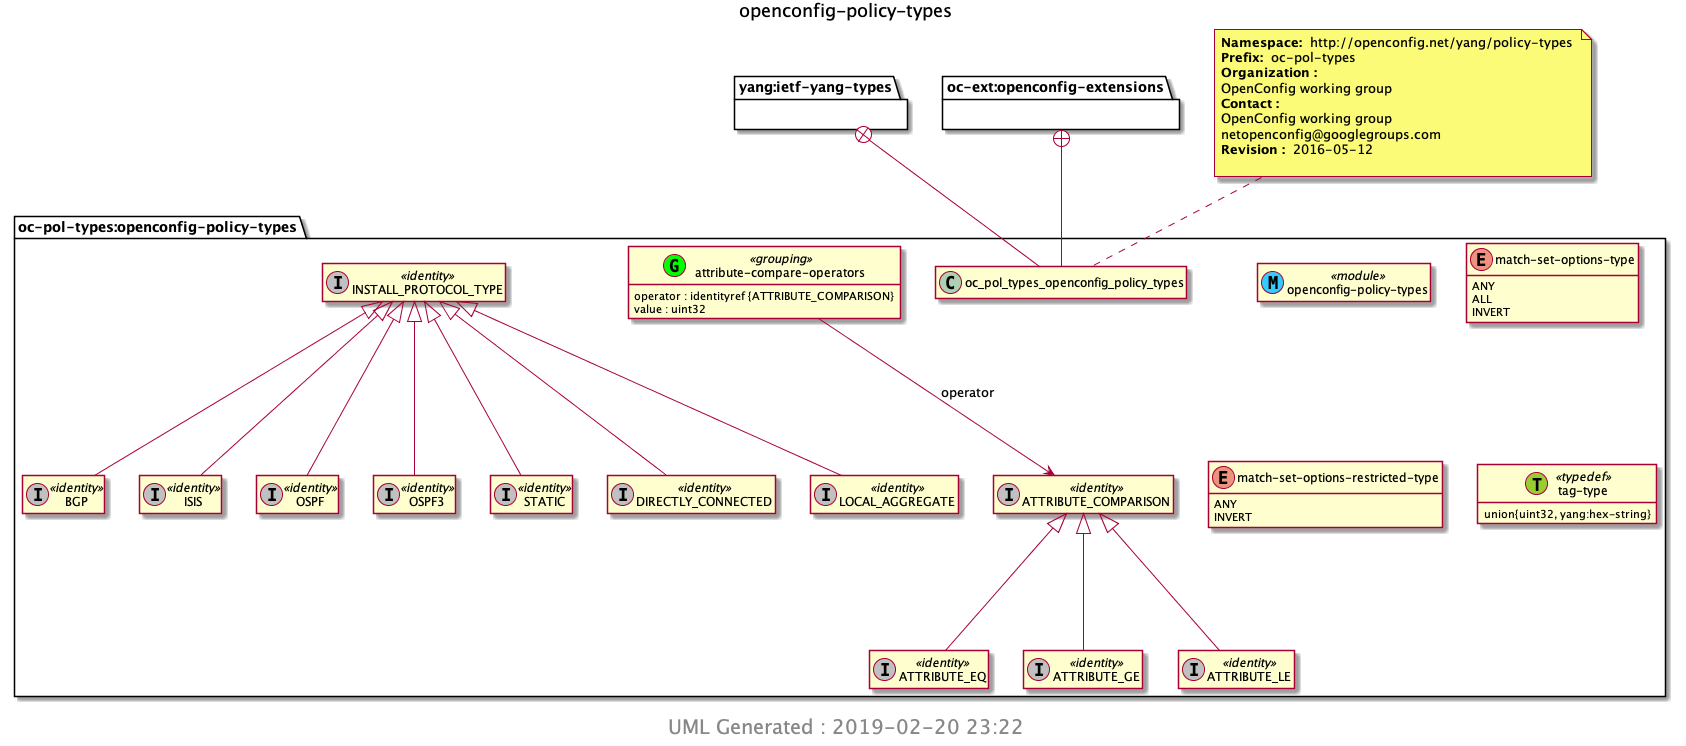 openconfig-policy-types
Namespace: http://openconfig.net/yang/policy-types
Prefix: oc-pol-types
Organization :
OpenConfig working group
Contact :
OpenConfig working group
netopenconfig@googlegroups.com
Revision : 2016-05-12
yang:ietf-yang-types
oc-ext:openconfig-extensions
oc-pol-types:openconfig-policy-types
I
«identity»
INSTALL_PROTOCOL_TYPE
G
«grouping»
attribute-compare-operators
operator : identityref {ATTRIBUTE_COMPARISON}
value : uint32
C
oc_pol_types_openconfig_policy_types
M
«module»
openconfig-policy-types
E
match-set-options-type
ANY
ALL
INVERT
operator
I
«identity»
BGP
I
«identity»
ISIS
I
«identity»
OSPF
I
«identity»
OSPF3
I
«identity»
STATIC
I
«identity»
DIRECTLY_CONNECTED
I
«identity»
LOCAL_AGGREGATE
I
«identity»
ATTRIBUTE_COMPARISON
E
match-set-options-restricted-type
ANY
INVERT
T
«typedef»
tag-type
union{uint32, yang:hex-string}
I
«identity»
ATTRIBUTE_EQ
I
«identity»
ATTRIBUTE_GE
I
«identity»
ATTRIBUTE_LE
UML Generated : 2019-02-20 23:22